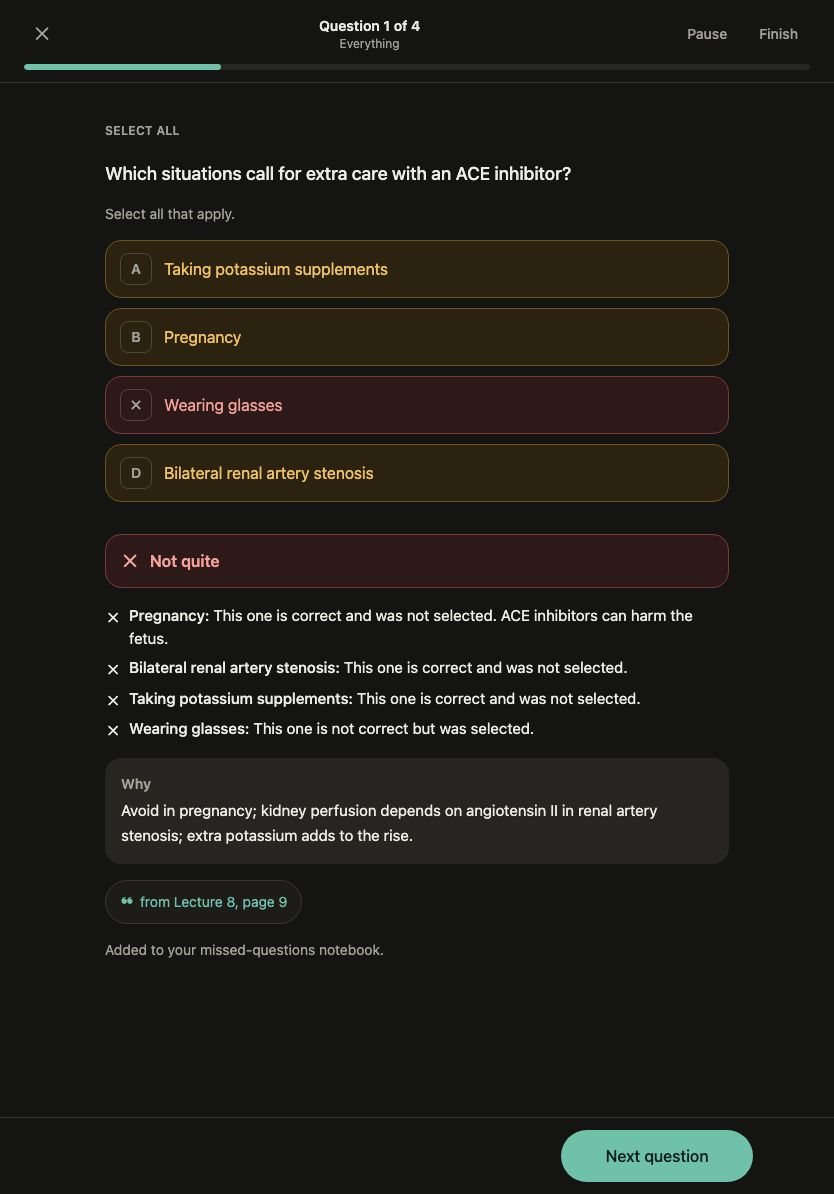 Question 1 of 4
Everything
Pause
Finish
SELECT ALL
Which situations call for extra care with an ACE inhibitor?
Select all that apply.
A Taking potassium supplements
B Pregnancy
✕ Wearing glasses
D Bilateral renal artery stenosis
✕ Not quite
✕ Pregnancy: This one is correct and was not selected. ACE inhibitors can harm the
fetus.
✕ Bilateral renal artery stenosis: This one is correct and was not selected.
✕ Taking potassium supplements: This one is correct and was not selected.
✕ Wearing glasses: This one is not correct but was selected.
Why
Avoid in pregnancy; kidney perfusion depends on angiotensin II in renal artery
stenosis; extra potassium adds to the rise.
❝ from Lecture 8, page 9
Added to your missed-questions notebook.
Next question